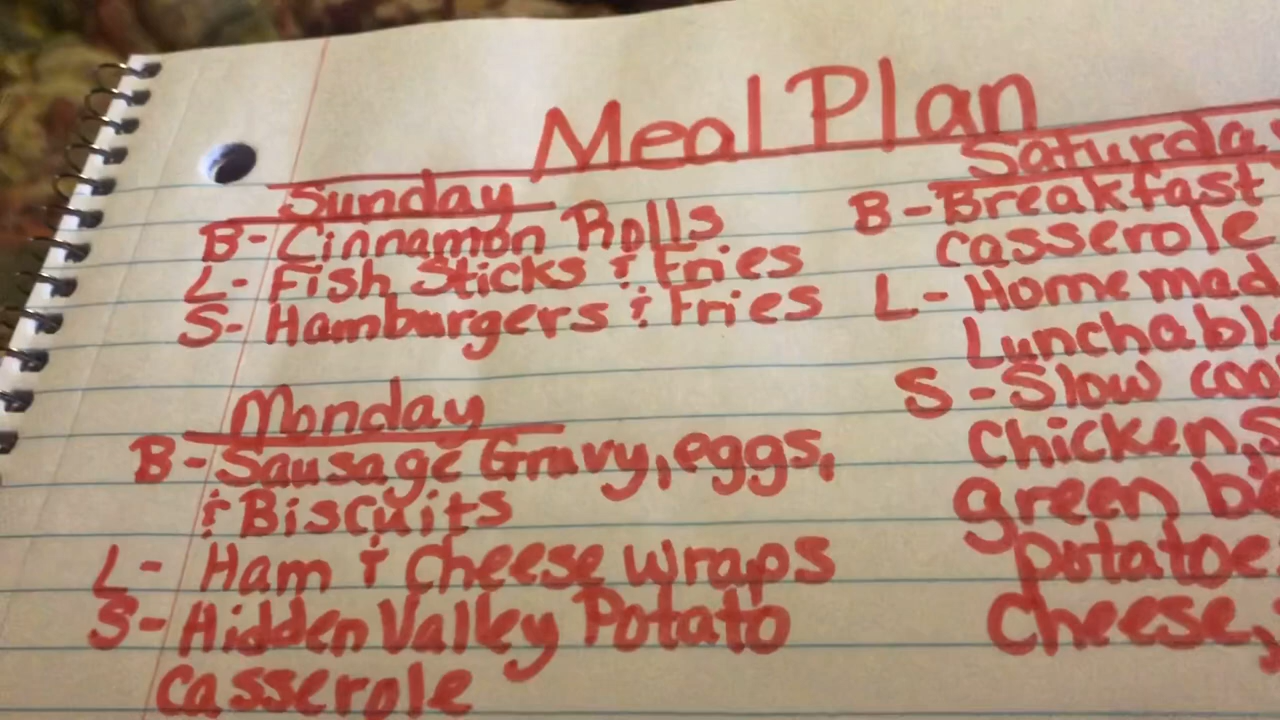 Meal Plan
Sunday
B- Cinnamon Rolls
L- Fish Sticks & Fries
S- Hamburgers & Fries
Monday
B- Sausage Gravy, eggs,
& Biscuits
L- Ham & Cheese wraps
S- Hidden Valley Potato
casserole
B - Breakfast
casserole
L - Home
S - Slow
Chicken,
green
Cheese,